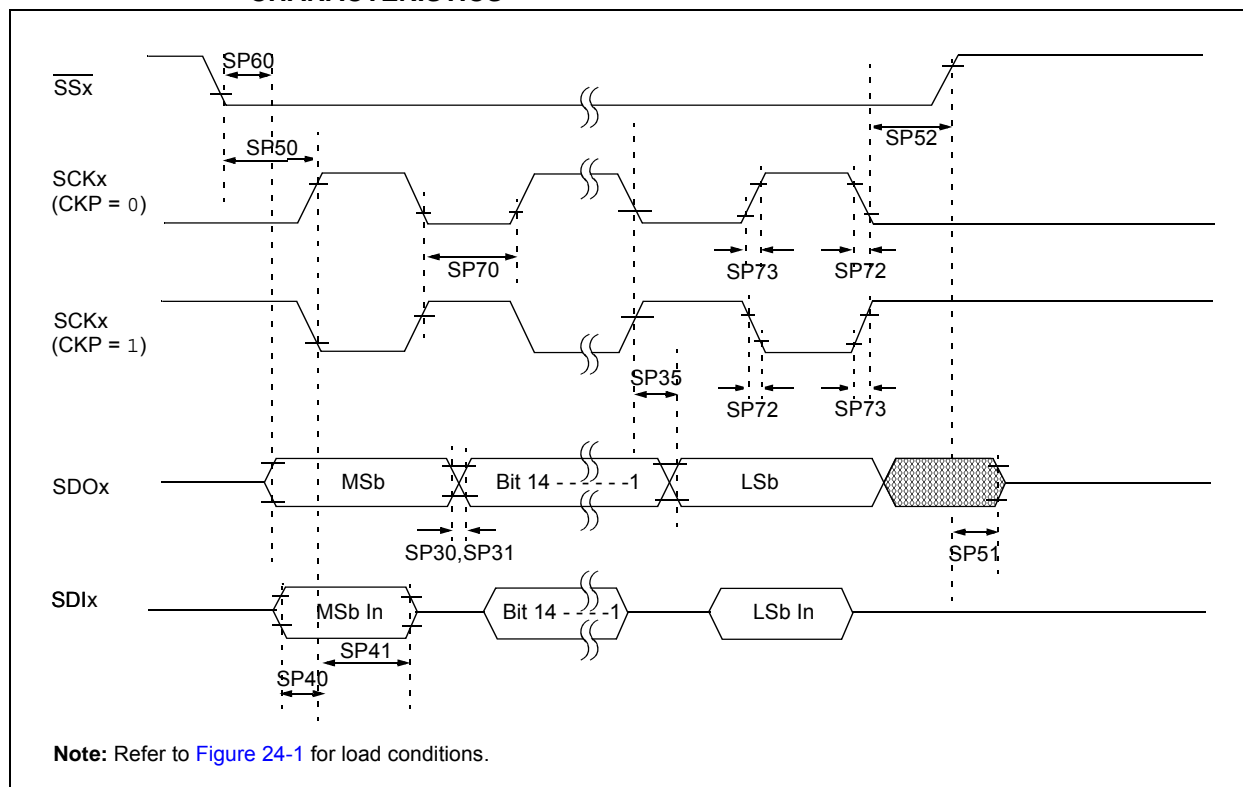 CHARACTERISTICS
SP60
SSx
SP50
SP52
SCKx
(CKP = 0)
SP70
SP73
SP72
SCKx
(CKP = 1)
SP35
SP72
SP73
SDOx
MSb
Bit 14 - - - - - -1
LSb
SP30,SP31
SP51
SDIx
MSb In
Bit 14 - - - -1
LSb In
SP41
SP40
Note: Refer to Figure 24-1 for load conditions.